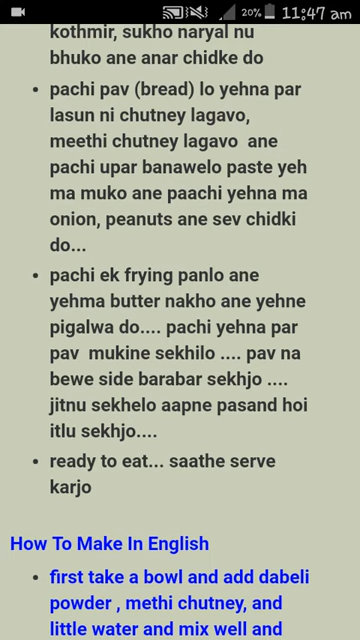 20% 11:47 am
kothmir, sukho naryal nu
bhuko ane anar chidke do
• pachi pav (bread) lo yehna par
lasun ni chutney lagavo,
meethi chutney lagavo ane
pachi upar banawelo paste yeh
ma muko ane paachi yehna ma
onion, peanuts ane sev chidki
do...
• pachi ek frying panlo ane
yehma butter nakho ane yehne
pigalwa do.... pachi yehna par
pav mukine sekhilo .... pav na
bewe side barabar sekhjo ....
jitnu sekhelo aapne pasand hoi
itlu sekhjo....
• ready to eat... saathe serve
karjo
How To Make In English
• first take a bowl and add dabeli
powder , methi chutney, and
little water and mix well and